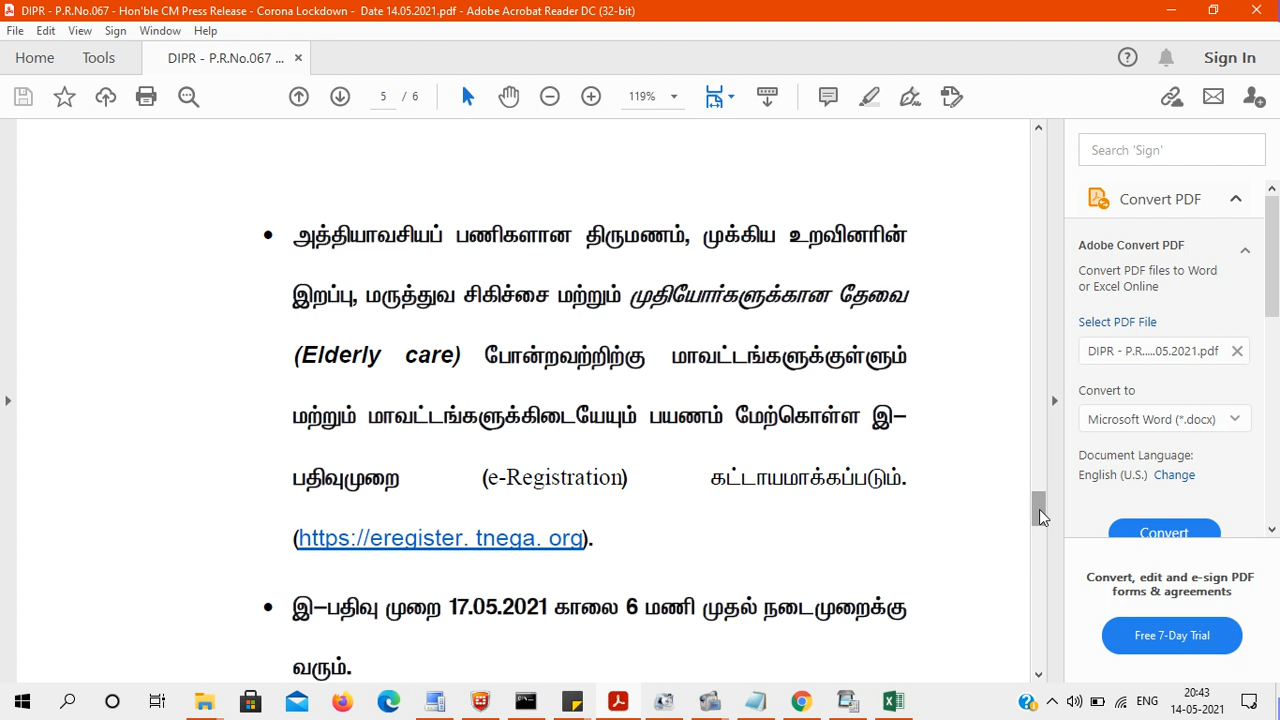 DIPR - P.R.No.067 - Hon'ble CM Press Release - Corona Lockdown - Date 14.05.2021.pdf - Adobe Acrobat Reader DC (32-bit)
File Edit View Sign Window Help
Home Tools DIPR - P.R.No.067 ... × Sign In
5 / 6 119%
Search 'Sign'
Convert PDF
Adobe Convert PDF
Convert PDF files to Word
or Excel Online
Select PDF File
DIPR - P.R.....05.2021.pdf
Convert to
Microsoft Word (*.docx)
Document Language:
English (U.S.) Change
Convert
Convert, edit and e-sign PDF
forms & agreements
Free 7-Day Trial
• அத்தியாவசியப் பணிகளான திருமணம், முக்கிய உறவினரின்
இறப்பு, மருத்துவ சிகிச்சை மற்றும் முதியோர்களுக்கான தேவை
(Elderly care) போன்றவற்றிற்கு மாவட்டங்களுக்குள்ளும்
மற்றும் மாவட்டங்களுக்கிடையேயும் பயணம் மேற்கொள்ள இ–
பதிவுமுறை (e-Registration) கட்டாயமாக்கப்படும்.
(https://eregister. tnega. org).
• இ–பதிவு முறை 17.05.2021 காலை 6 மணி முதல் நடைமுறைக்கு
வரும்.
ENG 20:43
14-05-2021